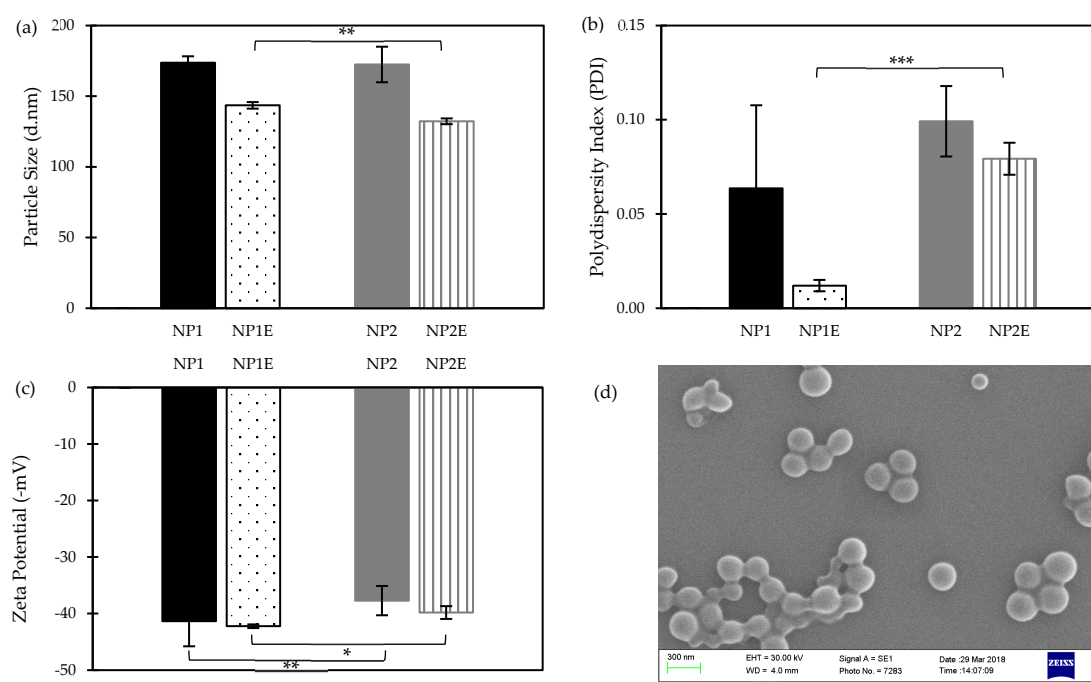 (a)
Particle Size (d.nm)
200
150
100
50
0
**
NP1 NP1E NP2 NP2E
(b)
Polydispersity Index (PDI)
0.15
0.10
0.05
0.00
***
NP1 NP1E NP2 NP2E
(c)
NP1 NP1E NP2 NP2E
Zeta Potential (-mV)
0
-10
-20
-30
-40
-50
*
**
(d)
300 nm
EHT = 30.00 kV
WD = 4.0 mm
Signal A = SE1
Photo No. = 7283
Date :29 Mar 2018
Time :14:07:09
ZEISS